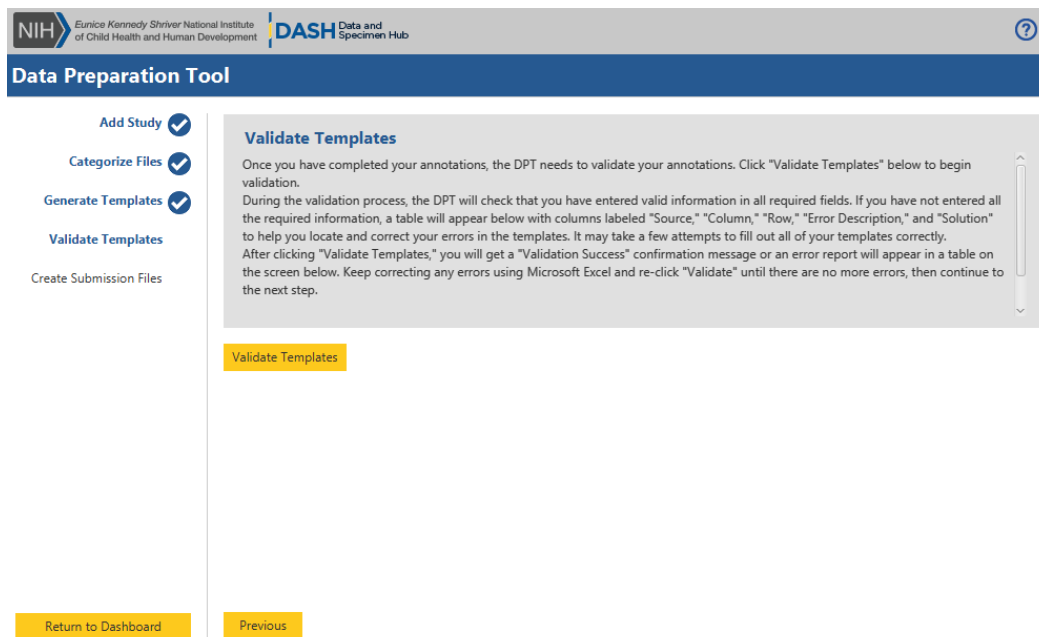 NIH
Eunice Kennedy Shriver National Institute
of Child Health and Human Development
DASH
Data and
Specimen Hub
?
Data Preparation Tool
Add Study
Categorize Files
Generate Templates
Validate Templates
Create Submission Files
Validate Templates
Once you have completed your annotations, the DPT needs to validate your annotations. Click "Validate Templates" below to begin
validation.
During the validation process, the DPT will check that you have entered valid information in all required fields. If you have not entered all
the required information, a table will appear below with columns labeled "Source," "Column," "Row," "Error Description," and "Solution"
to help you locate and correct your errors in the templates. It may take a few attempts to fill out all of your templates correctly.
After clicking "Validate Templates," you will get a "Validation Success" confirmation message or an error report will appear in a table on
the screen below. Keep correcting any errors using Microsoft Excel and re-click "Validate" until there are no more errors, then continue to
the next step.
Validate Templates
Return to Dashboard
Previous